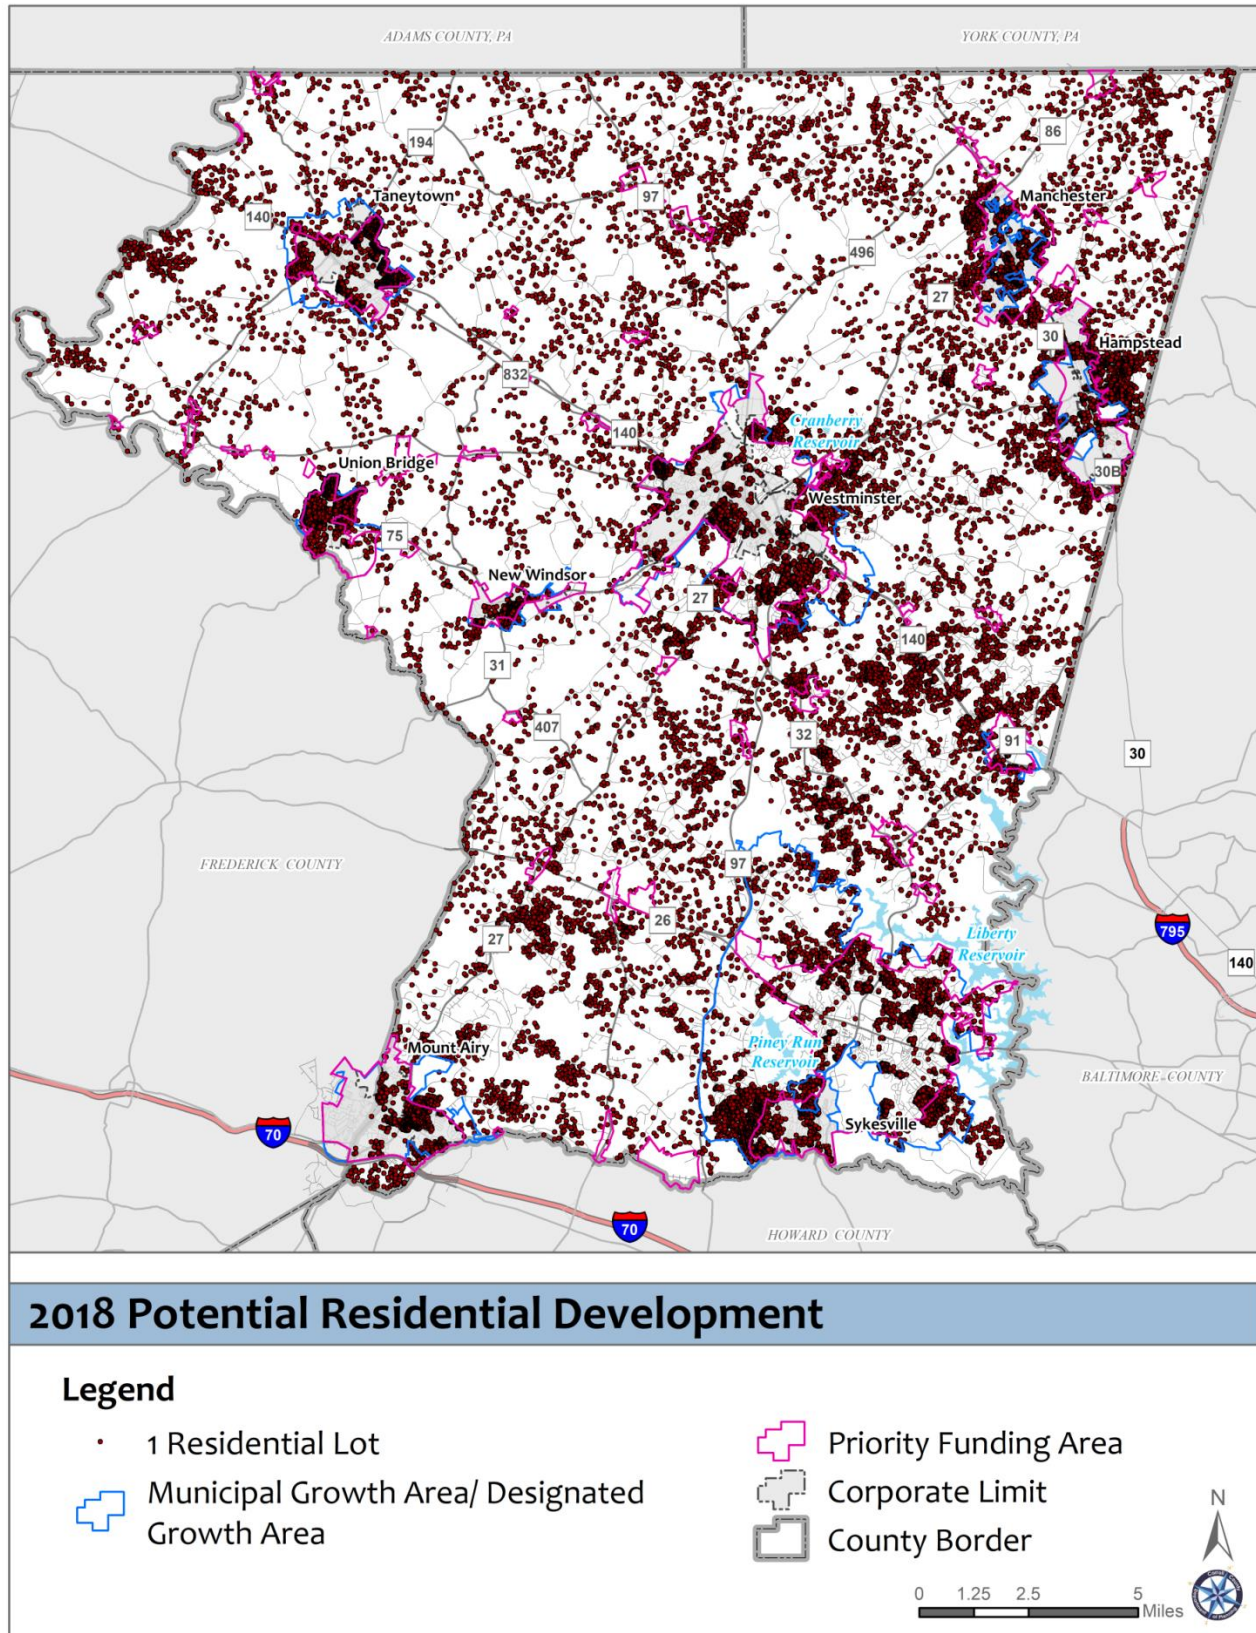 ADAMS COUNTY, PA
YORK COUNTY, PA
86
194
97
Manchester
Taneytown
140
496
27
30
Hampstead
832
140
Cranberry
Reservoir
30B
Union Bridge
Westminster
75
New Windsor
27
140
31
407
32
91
30
97
FREDERICK COUNTY
26
27
Liberty
Reservoir
795
140
Mount Airy
Piney Run
Reservoir
BALTIMORE COUNTY
70
Sykesville
70
HOWARD COUNTY
2018 Potential Residential Development
Legend
1 Residential Lot
Municipal Growth Area/ Designated
Growth Area
Priority Funding Area
Corporate Limit
County Border
N
0 1.25 2.5 5
Miles